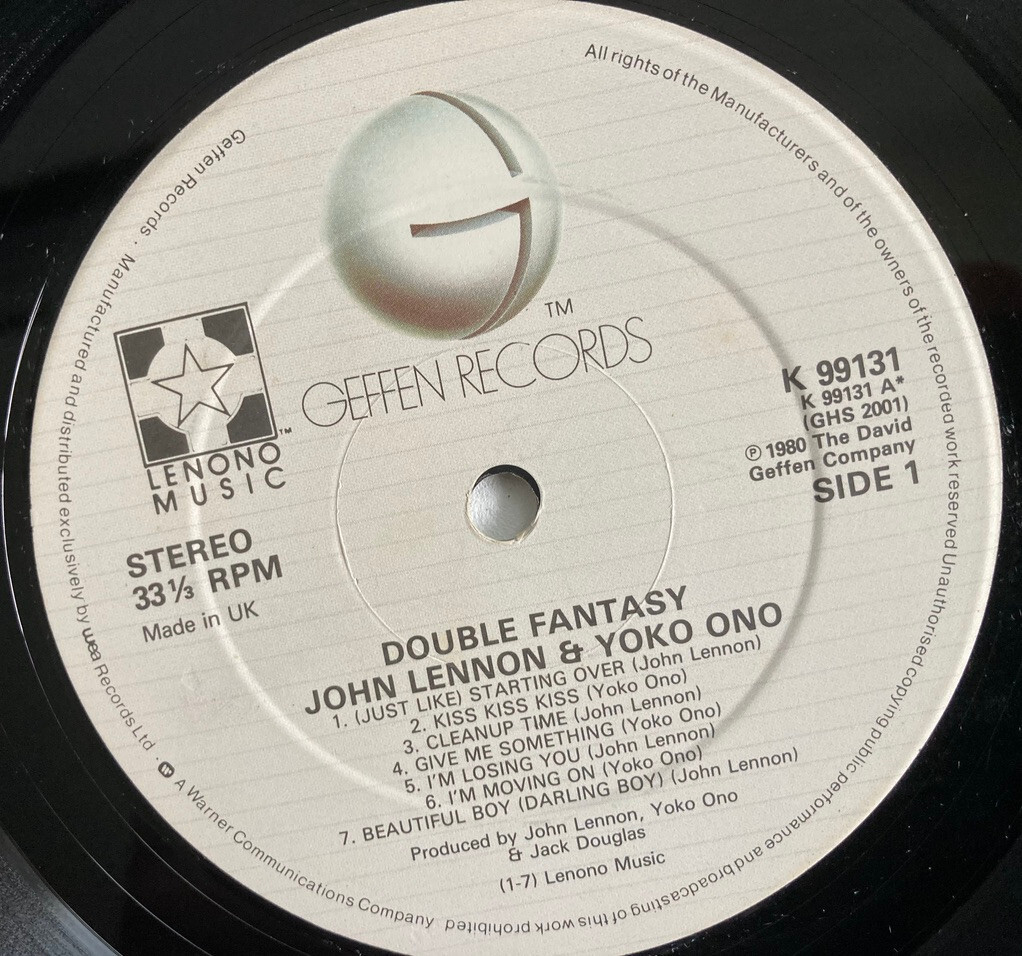 All rights of the Manufacturers and of the owners of the recorded work reserved Unauthorised copying public performance and broadcasting of this work prohibited
Geffen Records · Manufactured and distributed exclusively by wea Records Ltd · W A Warner Communications Company
TM
GEFFEN RECORDS
TM
LENONO
MUSIC
K 99131
K 99131 A*
(GHS 2001)
℗ 1980 The David
Geffen Company
SIDE 1
STEREO
33⅓ RPM
Made in UK
DOUBLE FANTASY
JOHN LENNON & YOKO ONO
1. (JUST LIKE) STARTING OVER (John Lennon)
2. KISS KISS KISS (Yoko Ono)
3. CLEANUP TIME (John Lennon)
4. GIVE ME SOMETHING (Yoko Ono)
5. I'M LOSING YOU (John Lennon)
6. I'M MOVING ON (Yoko Ono)
7. BEAUTIFUL BOY (DARLING BOY) (John Lennon)
Produced by John Lennon, Yoko Ono
& Jack Douglas
(1-7) Lenono Music